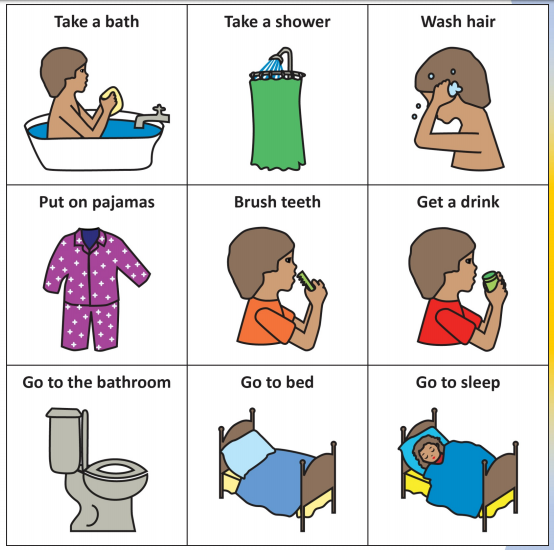 Take a bath
Take a shower
Wash hair
Put on pajamas
Brush teeth
Get a drink
Go to the bathroom
Go to bed
Go to sleep